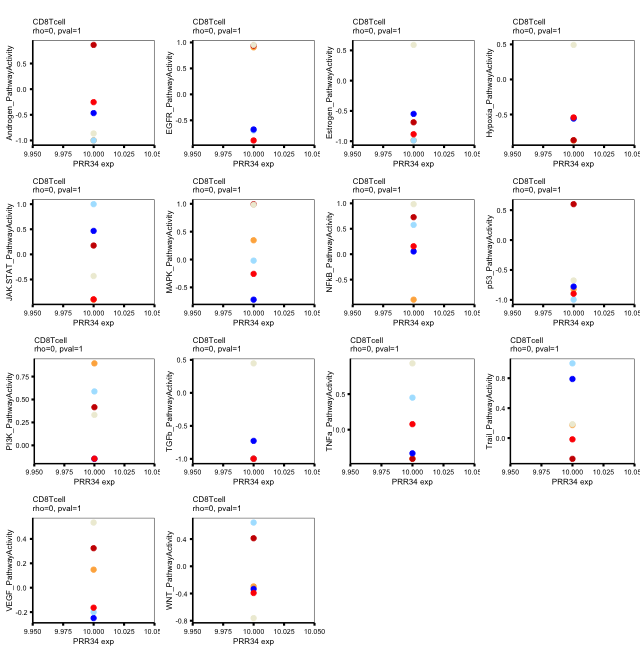 CD8Tcell
rho=0, pval=1
Androgen_PathwayActivity
0.5
0.0
-0.5
-1.0
9.950 9.975 10.000 10.025 10.05
PRR34 exp
CD8Tcell
rho=0, pval=1
EGFR_PathwayActivity
1.0
0.5
0.0
-0.5
9.950 9.975 10.000 10.025 10.05
PRR34 exp
CD8Tcell
rho=0, pval=1
Estrogen_PathwayActivity
0.5
0.0
-0.5
-1.0
9.950 9.975 10.000 10.025 10.05
PRR34 exp
CD8Tcell
rho=0, pval=1
Hypoxia_PathwayActivity
0.5
0.0
-0.5
9.950 9.975 10.000 10.025 10.05
PRR34 exp
CD8Tcell
rho=0, pval=1
JAK.STAT_PathwayActivity
1.0
0.5
0.0
-0.5
9.950 9.975 10.000 10.025 10.05
PRR34 exp
CD8Tcell
rho=0, pval=1
MAPK_PathwayActivity
1.0
0.5
0.0
-0.5
9.950 9.975 10.000 10.025 10.05
PRR34 exp
CD8Tcell
rho=0, pval=1
NFkB_PathwayActivity
1.0
0.5
0.0
-0.5
9.950 9.975 10.000 10.025 10.05
PRR34 exp
CD8Tcell
rho=0, pval=1
p53_PathwayActivity
0.5
0.0
-0.5
-1.0
9.950 9.975 10.000 10.025 10.05
PRR34 exp
CD8Tcell
rho=0, pval=1
PI3K_PathwayActivity
0.75
0.50
0.25
0.00
9.950 9.975 10.000 10.025 10.05
PRR34 exp
CD8Tcell
rho=0, pval=1
TGFb_PathwayActivity
0.5
0.0
-0.5
-1.0
9.950 9.975 10.000 10.025 10.05
PRR34 exp
CD8Tcell
rho=0, pval=1
TNFa_PathwayActivity
0.5
0.0
9.950 9.975 10.000 10.025 10.05
PRR34 exp
CD8Tcell
rho=0, pval=1
Trail_PathwayActivity
0.8
0.4
0.0
9.950 9.975 10.000 10.025 10.05
PRR34 exp
CD8Tcell
rho=0, pval=1
VEGF_PathwayActivity
0.4
0.2
0.0
-0.2
9.950 9.975 10.000 10.025 10.05
PRR34 exp
CD8Tcell
rho=0, pval=1
WNT_PathwayActivity
0.4
0.0
-0.4
-0.8
9.950 9.975 10.000 10.025 10.050
PRR34 exp